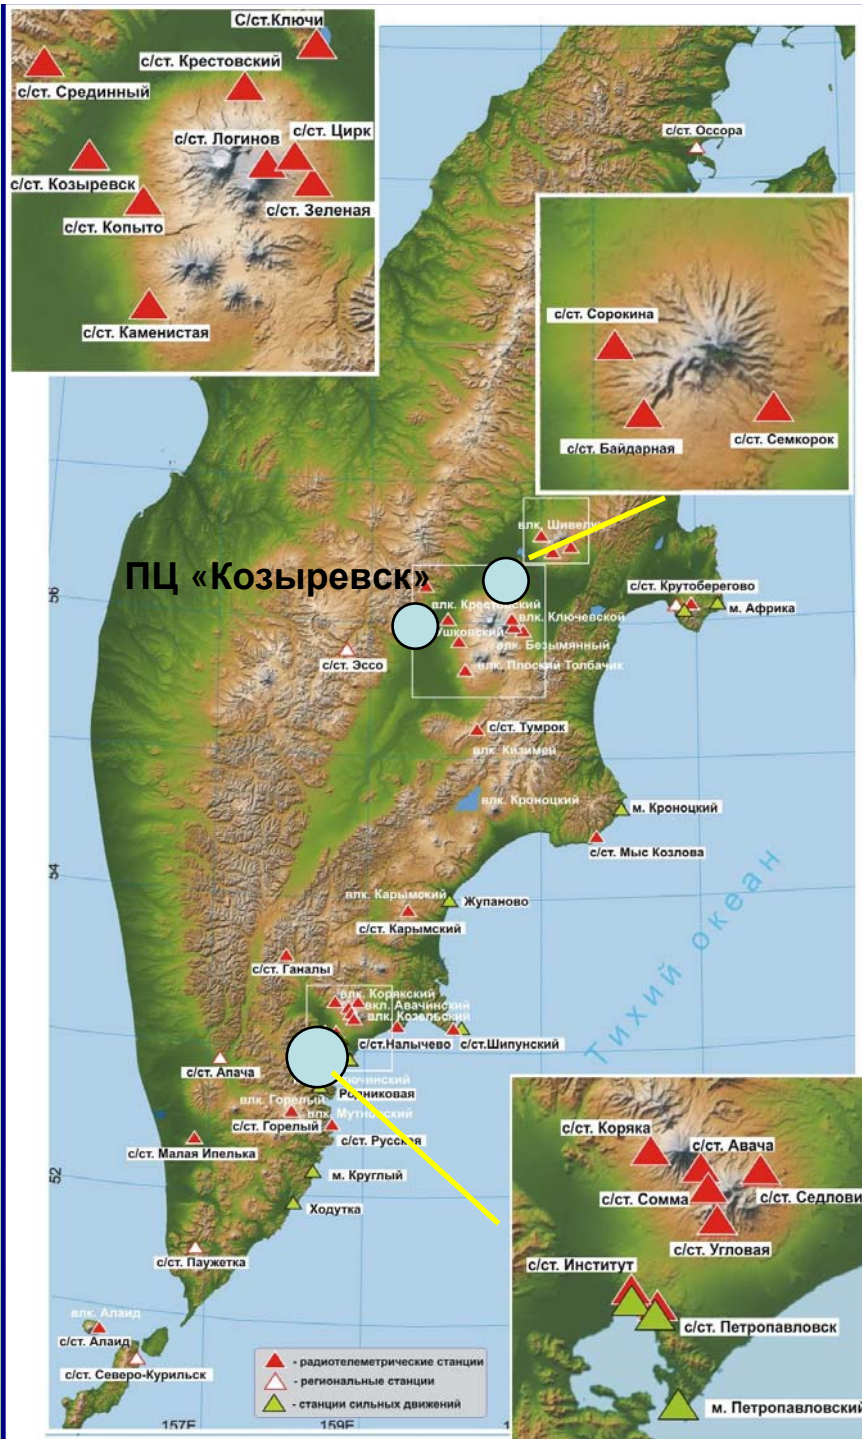 С/ст.Ключи
с/ст. Крестовский
с/ст. Срединный
с/ст. Логинов
с/ст. Цирк
с/ст. Козыревск
с/ст. Зеленая
с/ст. Копыто
с/ст. Каменистая
с/ст. Оссора
с/ст. Сорокина
с/ст. Байдарная
с/ст. Семкорок
влк.
ПЦ «Козыревск»
56
с/ст. Крутоберегово
м. Африка
влк. Крестовский
влк. Ключевской
влк. Безымянный
с/ст. Эссо
влк. Плоский Толбачик
с/ст. Тумрок
влк. Кизимен
влк. Кроноцкий
м. Кроноцкий
с/ст. Мыс Козлова
54
Тихий океан
влк. Карымский
Жупаново
с/ст. Карымский
с/ст. Ганалы
влк. Корякский
вкл. Авачинский
влк. Козельский
с/ст.Налычево
с/ст.Шипунский
с/ст. Апача
Родниковая
влк. Горелый
влк. Мутновский
с/ст. Горелый
с/ст. Русская
с/ст. Малая Ипелька
52
м. Круглый
Ходутка
с/ст. Паужетка
влк. Алаид
с/ст. Алаид
с/ст. Северо-Курильск
с/ст. Коряка
с/ст. Авача
с/ст. Сомма
с/ст. Седлови
с/ст. Угловая
с/ст. Институт
с/ст. Петропавловск
м. Петропавловский
- радиотелеметрические станции
- региональные станции
- станции сильных движений
157E
159E